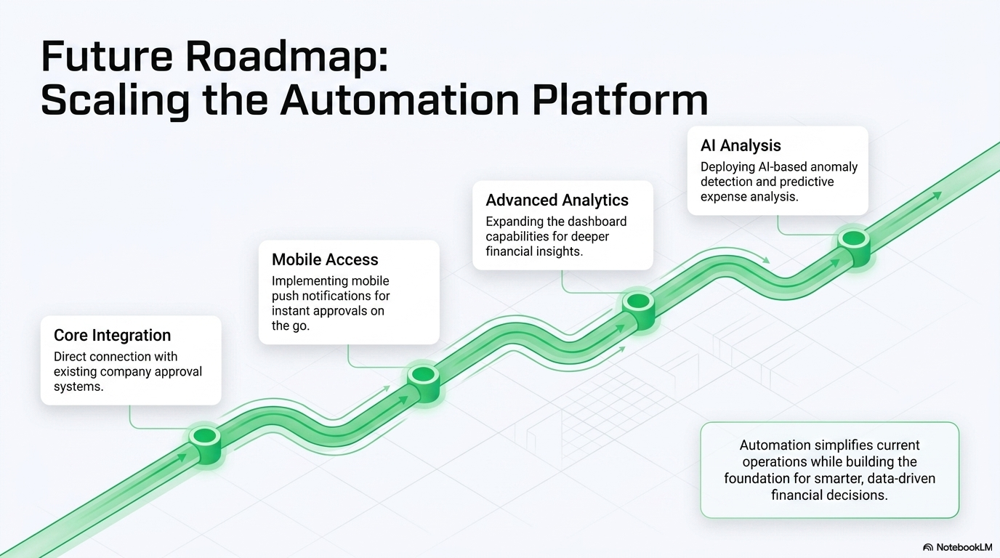 Future Roadmap:
Scaling the Automation Platform
Core Integration
Direct connection with
existing company approval
systems.
Mobile Access
Implementing mobile
push notifications for
instant approvals on
the go.
Advanced Analytics
Expanding the dashboard
capabilities for deeper
financial insights.
AI Analysis
Deploying AI-based anomaly
detection and predictive
expense analysis.
Automation simplifies current
operations while building the
foundation for smarter, data-driven
financial decisions.
NotebookLM